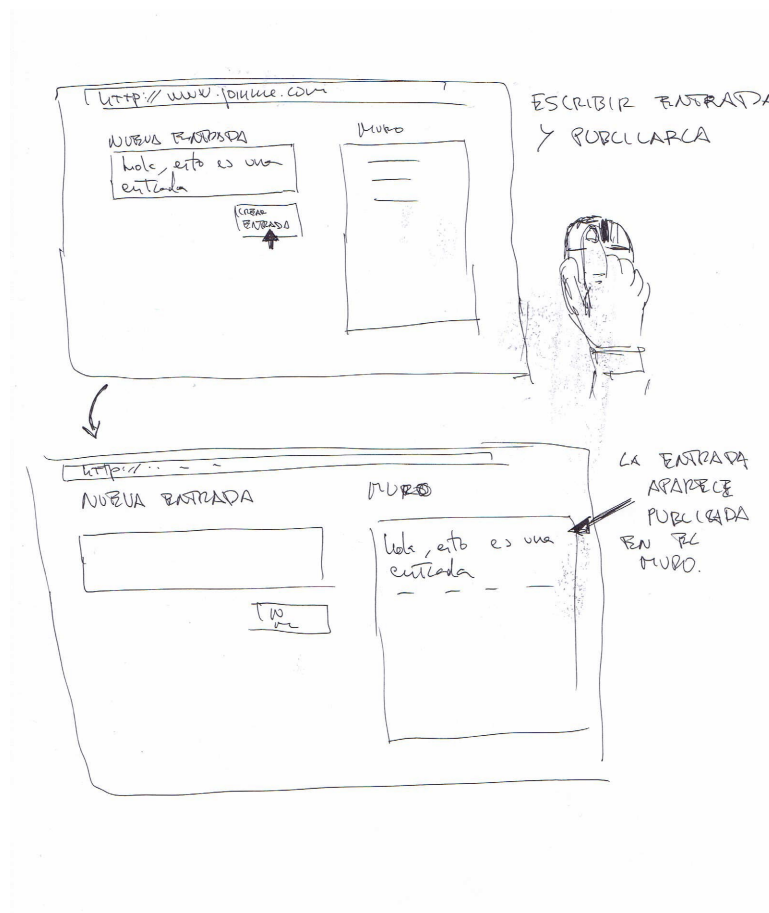 http://www.joinme.com
ESCRIBIR ENTRADA
Y PUBLICARLA
NUEVA ENTRADA
hola, esto es una
entrada
CREAR
ENTRADA
MURO
http://..
NUEVA ENTRADA
MURO
hola, esto es una
entrada
LA ENTRADA
APARECE
PUBLICADA
EN EL
MURO.